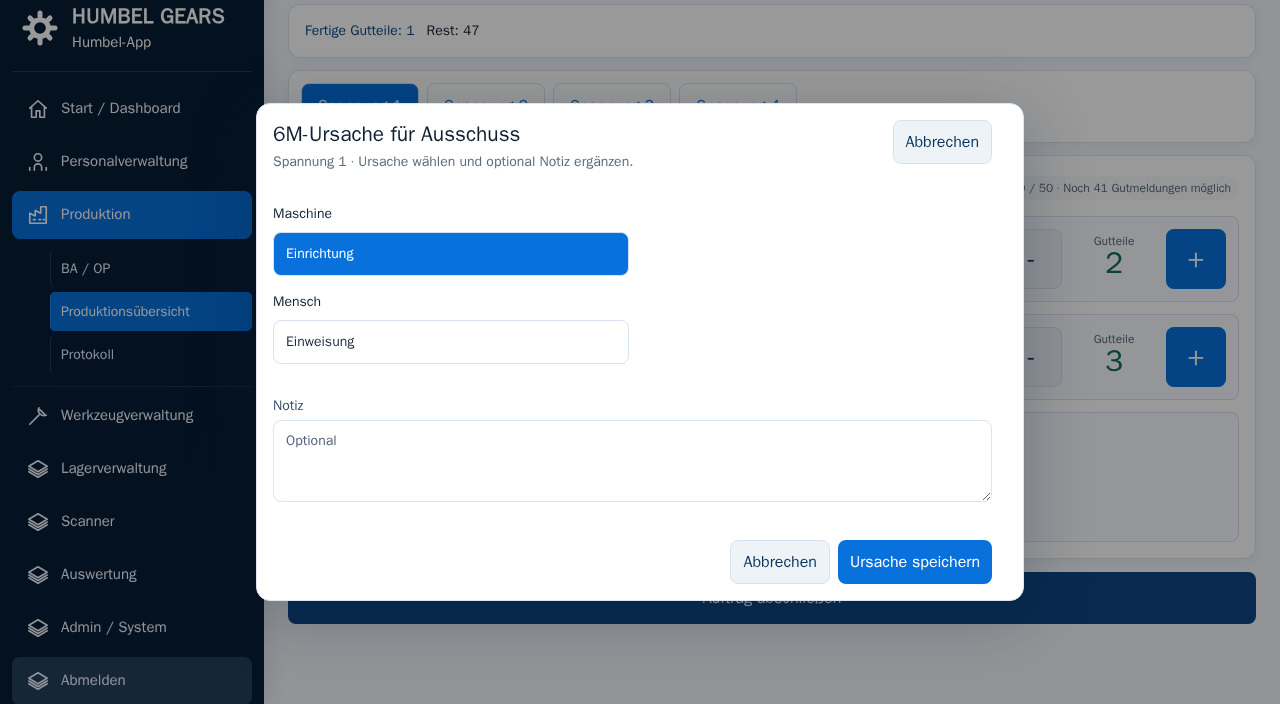 HUMBEL GEARS
Humbel-App
Start / Dashboard
Personalverwaltung
Produktion
BA / OP
Produktionsübersicht
Protokoll
Werkzeugverwaltung
Lagerverwaltung
Scanner
Auswertung
Admin / System
Abmelden
Fertige Gutteile: 1 Rest: 47
6M-Ursache für Ausschuss
Abbrechen
Spannung 1 · Ursache wählen und optional Notiz ergänzen.
Maschine
Einrichtung
Mensch
Einweisung
Notiz
Optional
Abbrechen
Ursache speichern
/ 50 · Noch 41 Gutmeldungen möglich
-
Gutteile
2
+
-
Gutteile
3
+